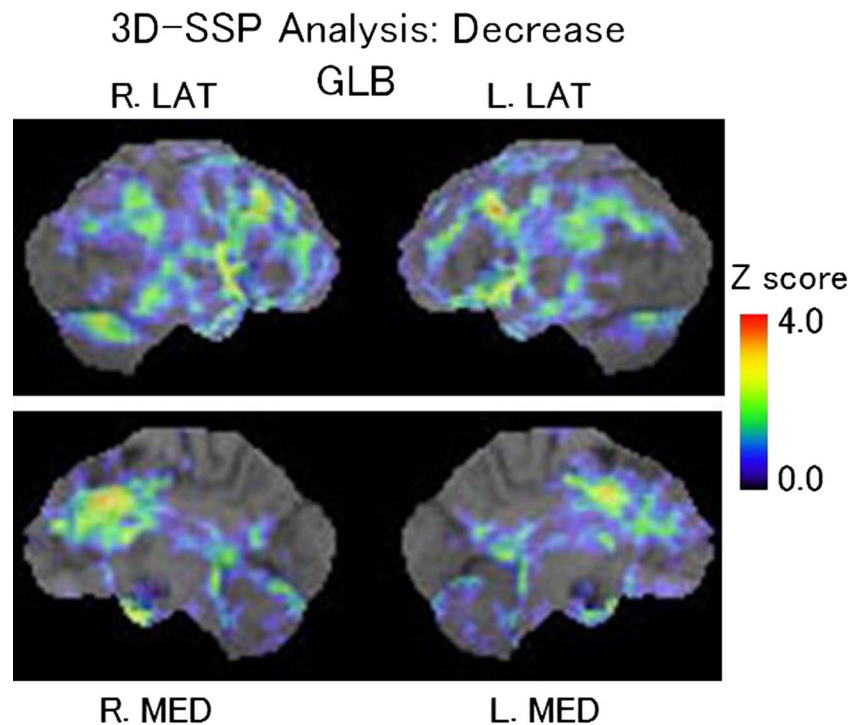 3D-SSP Analysis: Decrease
GLB
R. LAT
L. LAT
Z score
4.0
0.0
R. MED
L. MED